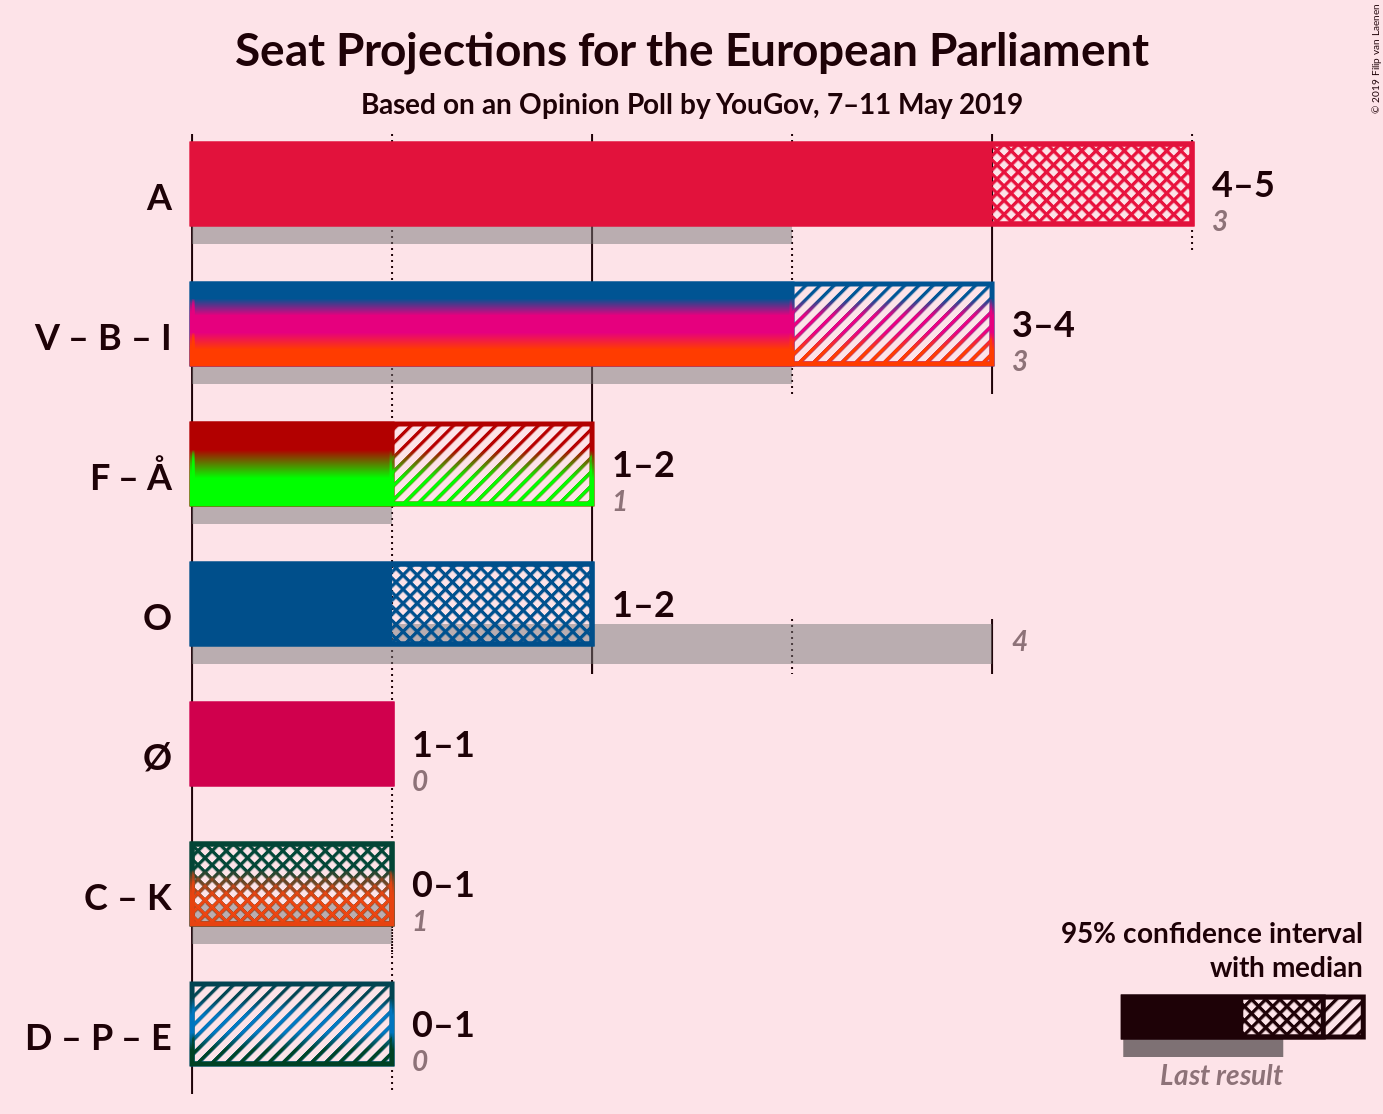 Seat Projections for the European Parliament
Based on an Opinion Poll by YouGov, 7–11 May 2019
© 2019 Filip van Laenen
A
4–5
3
V – B – I
3–4
3
F – Å
1–2
1
O
1–2
4
Ø
1–1
0
C – K
0–1
1
D – P – E
0–1
0
95% confidence interval
with median
Last result